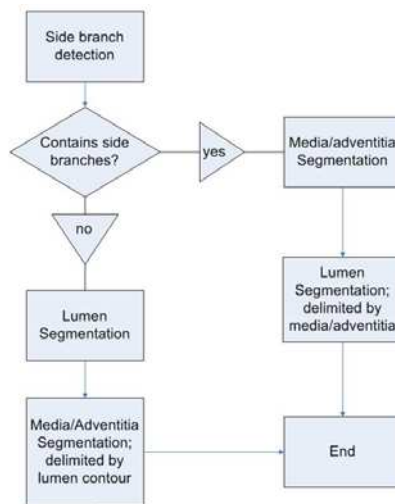 Side branch
detection
Contains side
branches?
yes
Media/adventitia
Segmentation
no
Lumen
Segmentation;
delimited by
media/adventitia
Lumen
Segmentation
Media/Adventitia
Segmentation;
delimited by
lumen contour
End